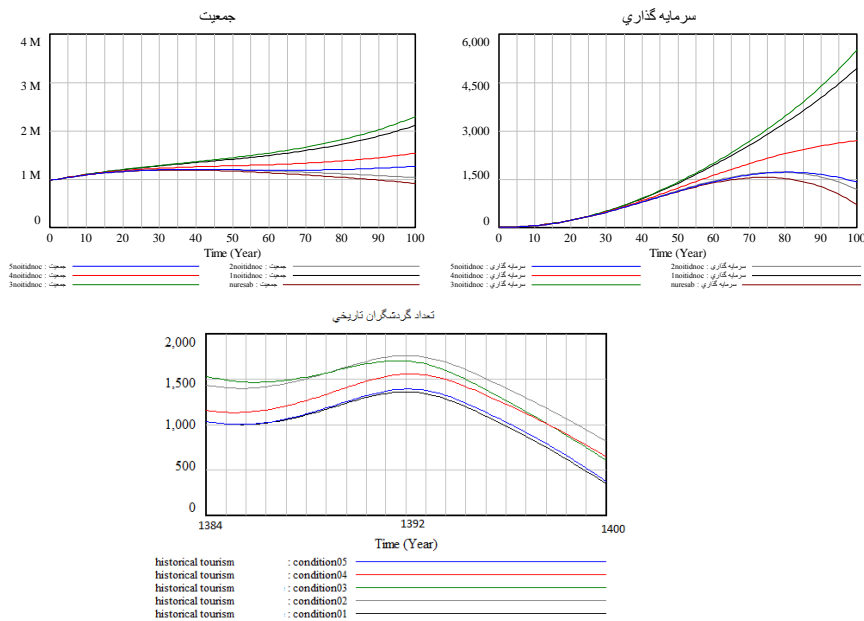 جمعيت
4 M
3 M
2 M
1 M
0
0 10 20 30 40 50 60 70 80 90 100
Time (Year)
جمعيت : 5noitidnoc
جمعيت : 2noitidnoc
جمعيت : 4noitidnoc
جمعيت : 1noitidnoc
جمعيت : 3noitidnoc
جمعيت : nuresab
سرمايه گذاري
6,000
4,500
3,000
1,500
0
0 10 20 30 40 50 60 70 80 90 100
Time (Year)
سرمايه گذاري : 5noitidnoc
سرمايه گذاري : 2noitidnoc
سرمايه گذاري : 4noitidnoc
سرمايه گذاري : 1noitidnoc
سرمايه گذاري : 3noitidnoc
سرمايه گذاري : nuresab
تعداد گردشگران تاريخي
2,000
1,500
1,000
500
0
1384 1392 1400
Time (Year)
historical tourism : condition05
historical tourism : condition04
historical tourism : condition03
historical tourism : condition02
historical tourism : condition01